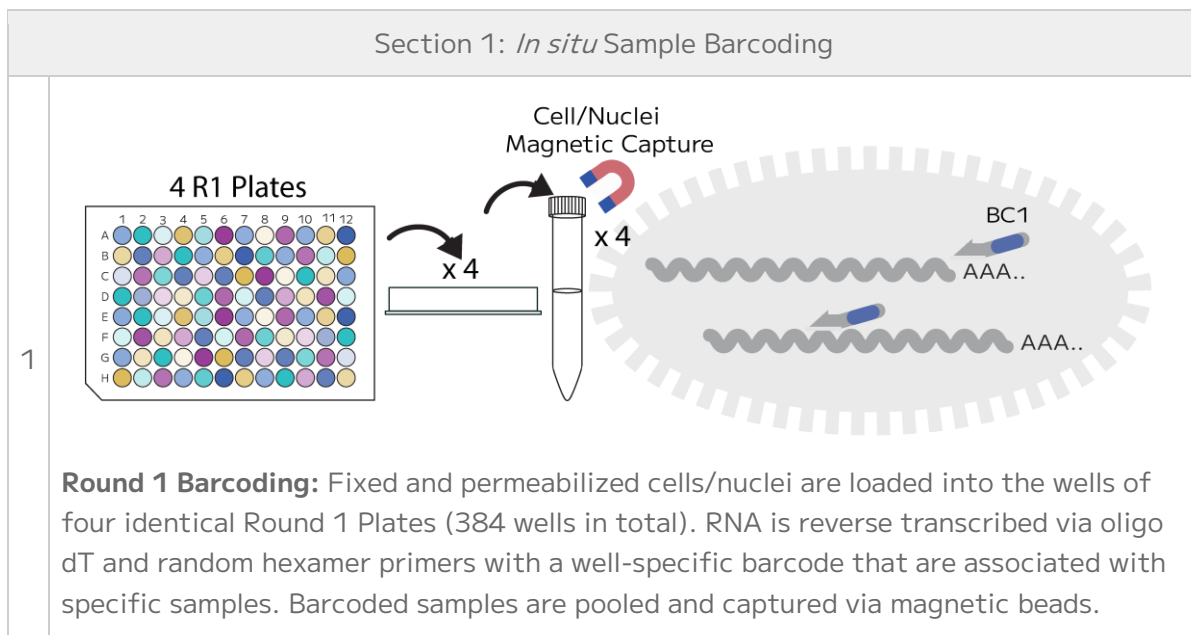 Section 1: In situ Sample Barcoding
1
Cell/Nuclei
Magnetic Capture
4 R1 Plates
1 2 3 4 5 6 7 8 9 10 11 12
A
B
C
D
E
F
G
H
x 4
x 4
BC1
AAA..
AAA..
Round 1 Barcoding: Fixed and permeabilized cells/nuclei are loaded into the wells of
four identical Round 1 Plates (384 wells in total). RNA is reverse transcribed via oligo
dT and random hexamer primers with a well-specific barcode that are associated with
specific samples. Barcoded samples are pooled and captured via magnetic beads.